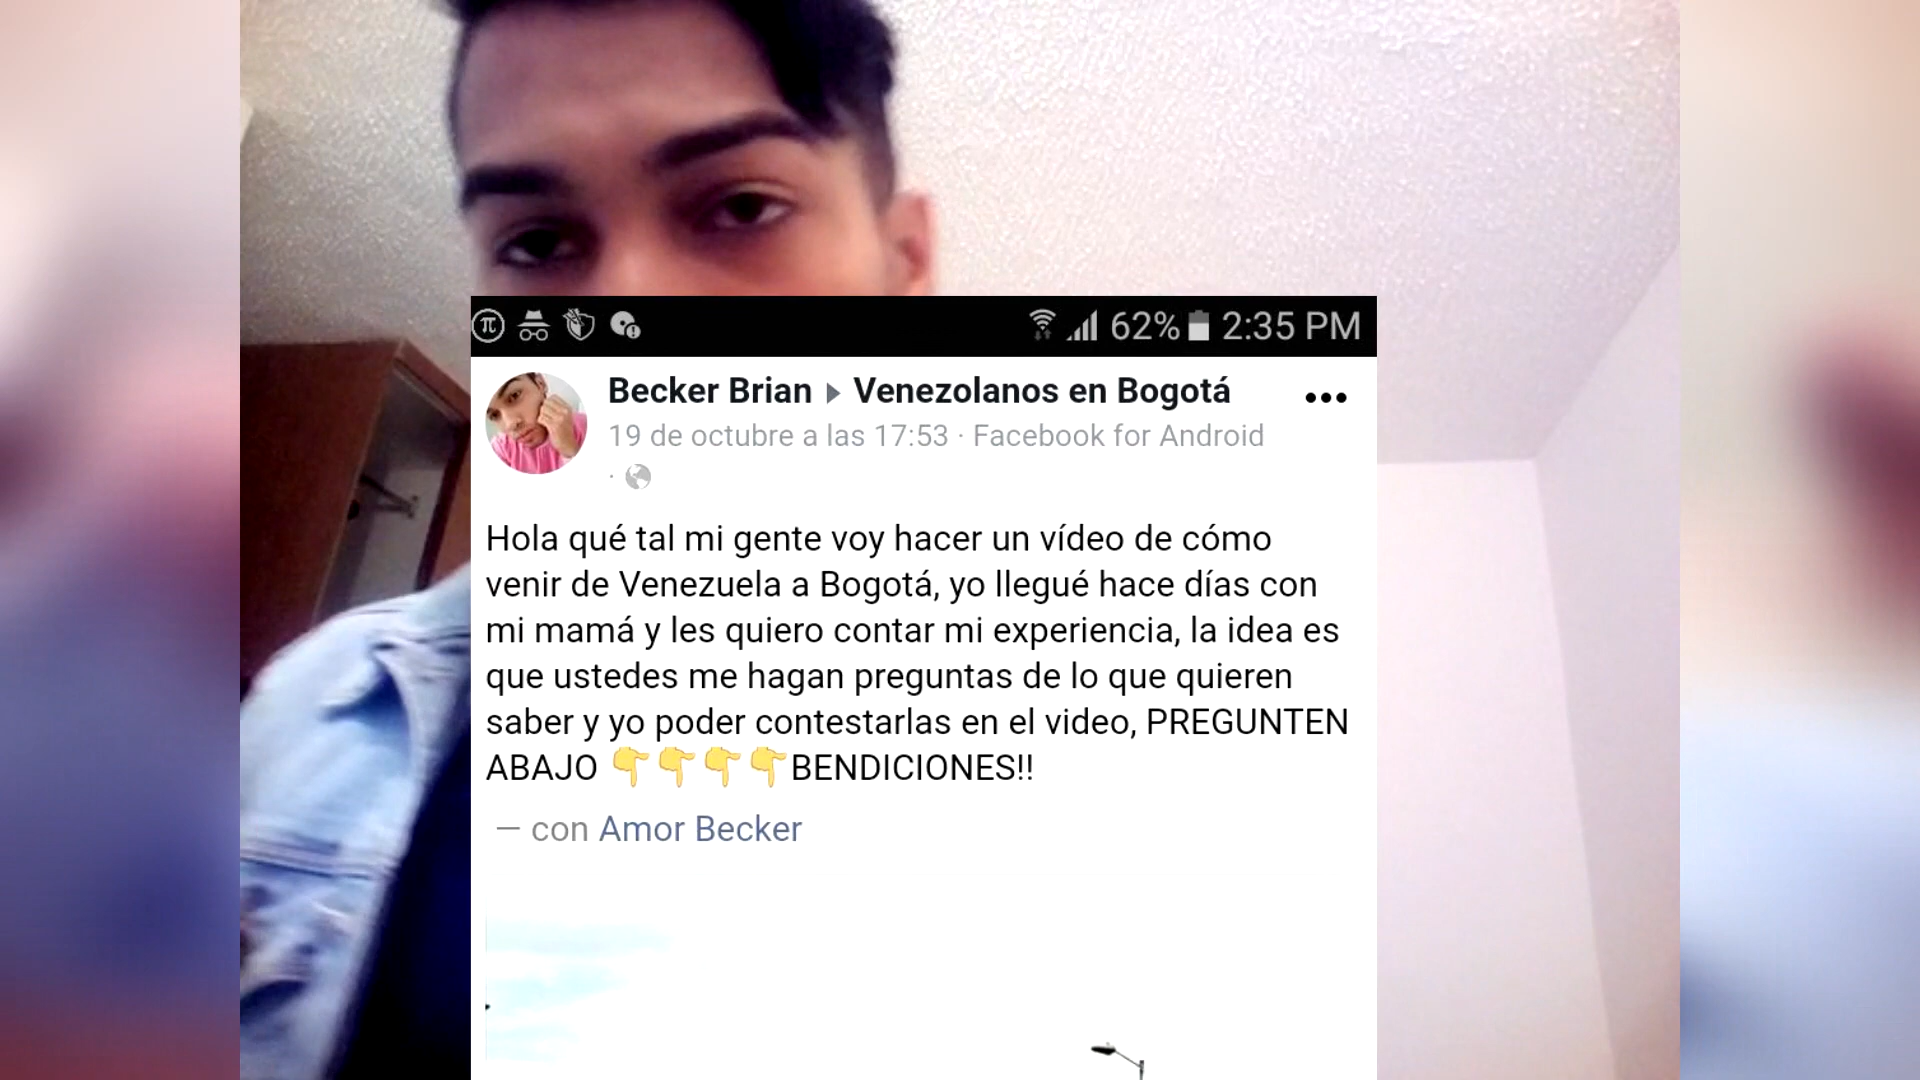 62% 2:35 PM
Becker Brian ▸ Venezolanos en Bogotá
19 de octubre a las 17:53 · Facebook for Android
·
Hola qué tal mi gente voy hacer un vídeo de cómo
venir de Venezuela a Bogotá, yo llegué hace días con
mi mamá y les quiero contar mi experiencia, la idea es
que ustedes me hagan preguntas de lo que quieren
saber y yo poder contestarlas en el video, PREGUNTEN
ABAJO 👇👇👇👇BENDICIONES!!
— con Amor Becker